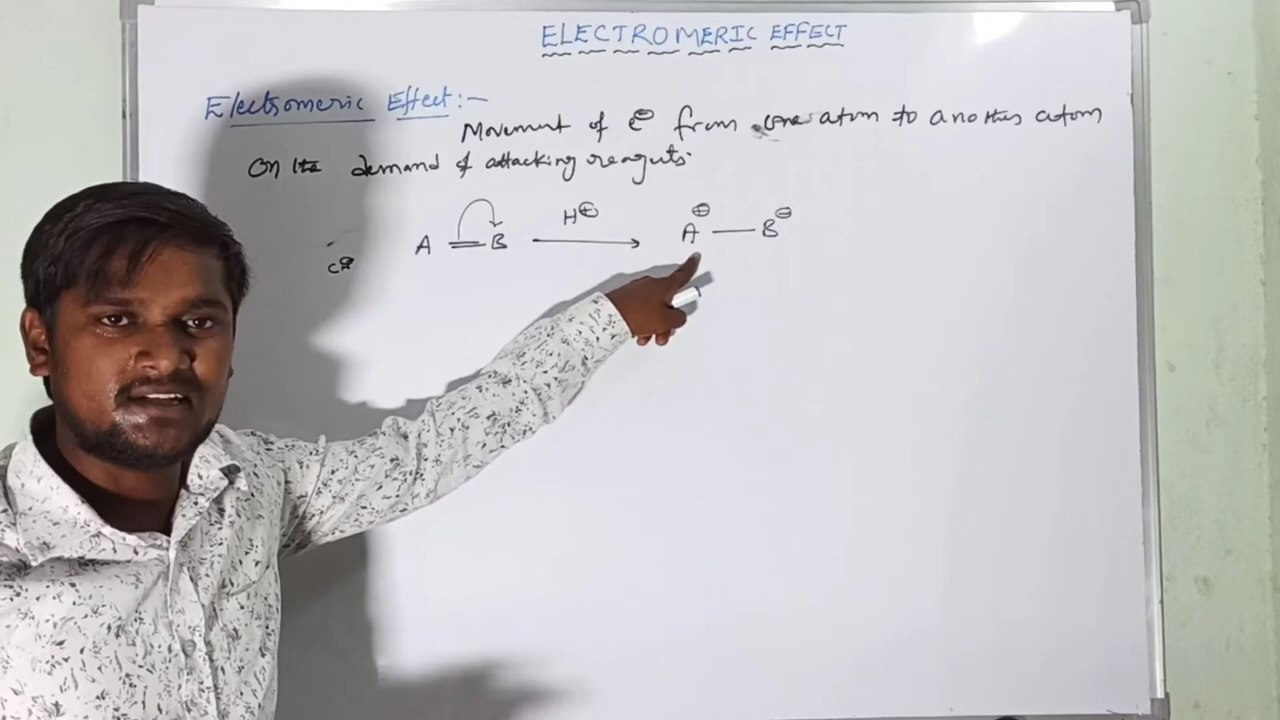 ELECTROMERIC EFFECT
Electromeric Effect:-
Movement of e⊖ from one atom to another atom
On the demand of attacking reagents.
A = B H⊕ → A⊕ — B⊖